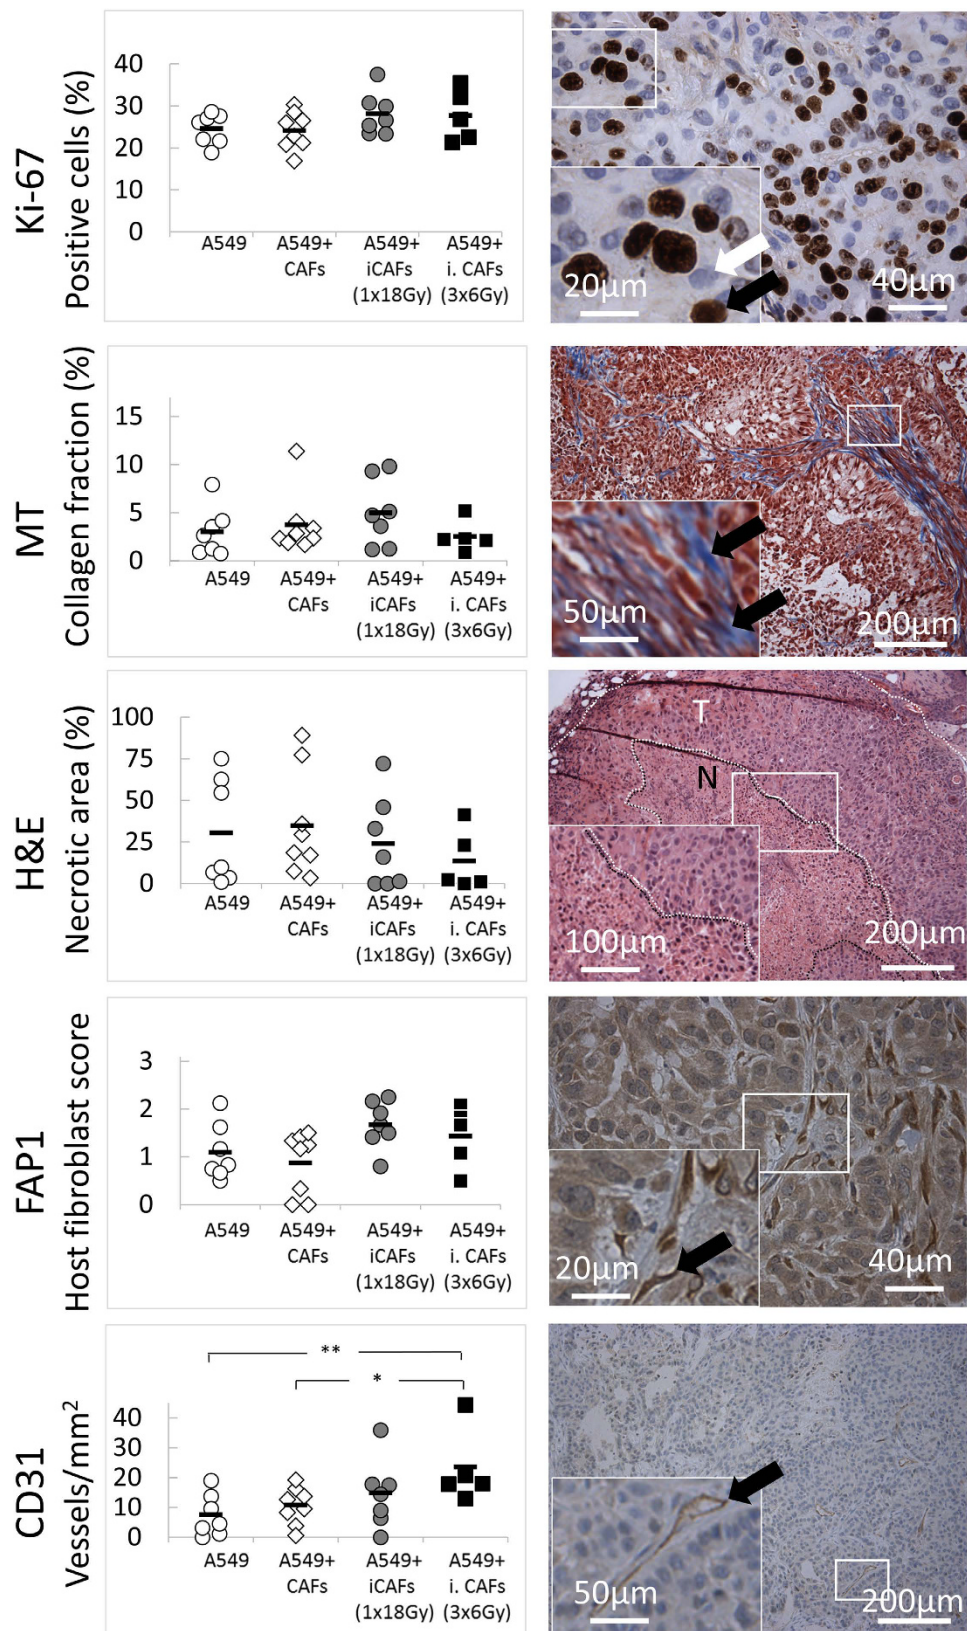 Ki-67
Positive cells (%)
40
30
20
10
0
A549
A549+
CAFs
A549+
iCAFs
(1x18Gy)
A549+
i. CAFs
(3x6Gy)
20µm
40µm
MT
Collagen fraction (%)
15
10
5
0
A549
A549+
CAFs
A549+
iCAFs
(1x18Gy)
A549+
i. CAFs
(3x6Gy)
50µm
200µm
H&E
Necrotic area (%)
100
75
50
25
0
A549
A549+
CAFs
A549+
iCAFs
(1x18Gy)
A549+
i. CAFs
(3x6Gy)
T
N
100µm
200µm
FAP1
Host fibroblast score
3
2
1
0
A549
A549+
CAFs
A549+
iCAFs
(1x18Gy)
A549+
i. CAFs
(3x6Gy)
20µm
40µm
CD31
Vessels/mm²
**
*
40
30
20
10
0
A549
A549+
CAFs
A549+
iCAFs
(1x18Gy)
A549+
i. CAFs
(3x6Gy)
50µm
200µm